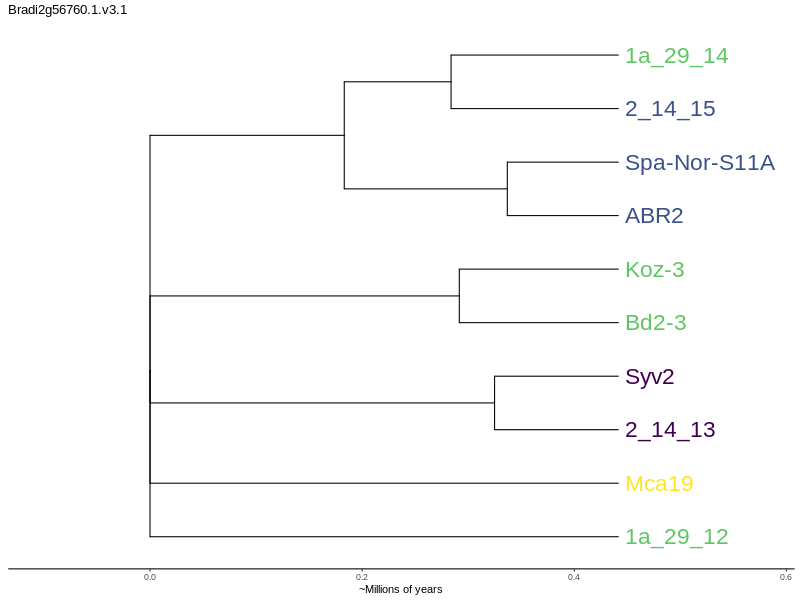 Bradi2g56760.1.v3.1
1a_29_14
2_14_15
Spa-Nor-S11A
ABR2
Koz-3
Bd2-3
Syv2
2_14_13
Mca19
1a_29_12
0.0 0.2 0.4 0.6
~Millions of years